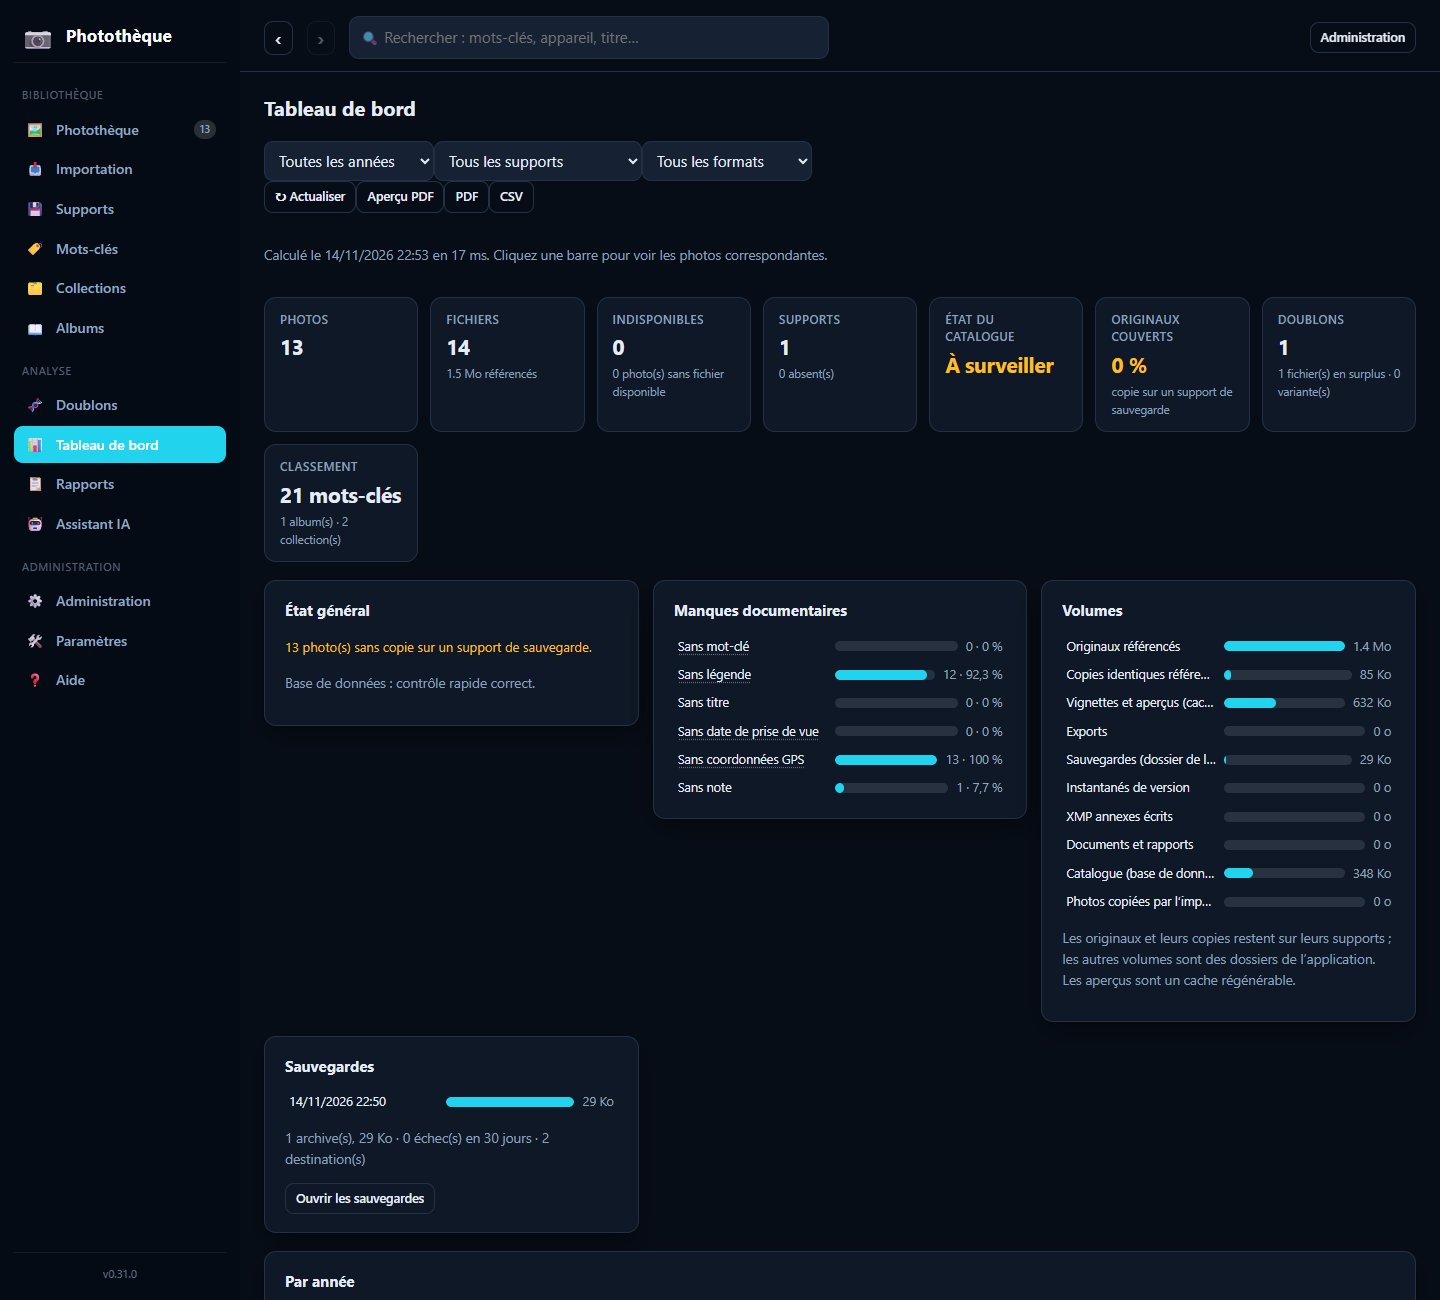 Photothèque
BIBLIOTHÈQUE
Photothèque 13
Importation
Supports
Mots-clés
Collections
Albums
ANALYSE
Doublons
Tableau de bord
Rapports
Assistant IA
ADMINISTRATION
Administration
Paramètres
Aide
v0.31.0
‹ › Rechercher : mots-clés, appareil, titre... Administration
Tableau de bord
Toutes les années Tous les supports Tous les formats
↻ Actualiser Aperçu PDF PDF CSV
Calculé le 14/11/2026 22:53 en 17 ms. Cliquez une barre pour voir les photos correspondantes.
PHOTOS
13
FICHIERS
14
1.5 Mo référencés
INDISPONIBLES
0
0 photo(s) sans fichier
disponible
SUPPORTS
1
0 absent(s)
ÉTAT DU
CATALOGUE
À surveiller
ORIGINAUX
COUVERTS
0 %
copie sur un support de
sauvegarde
DOUBLONS
1
1 fichier(s) en surplus · 0
variante(s)
CLASSEMENT
21 mots-clés
1 album(s) · 2
collection(s)
État général
13 photo(s) sans copie sur un support de sauvegarde.
Base de données : contrôle rapide correct.
Manques documentaires
Sans mot-clé 0 · 0 %
Sans légende 12 · 92,3 %
Sans titre 0 · 0 %
Sans date de prise de vue 0 · 0 %
Sans coordonnées GPS 13 · 100 %
Sans note 1 · 7,7 %
Volumes
Originaux référencés 1.4 Mo
Copies identiques référe... 85 Ko
Vignettes et aperçus (cac... 632 Ko
Exports 0 o
Sauvegardes (dossier de l... 29 Ko
Instantanés de version 0 o
XMP annexes écrits 0 o
Documents et rapports 0 o
Catalogue (base de donn... 348 Ko
Photos copiées par l'imp... 0 o
Les originaux et leurs copies restent sur leurs supports ;
les autres volumes sont des dossiers de l'application.
Les aperçus sont un cache régénérable.
Sauvegardes
14/11/2026 22:50 29 Ko
1 archive(s), 29 Ko · 0 échec(s) en 30 jours · 2
destination(s)
Ouvrir les sauvegardes
Par année